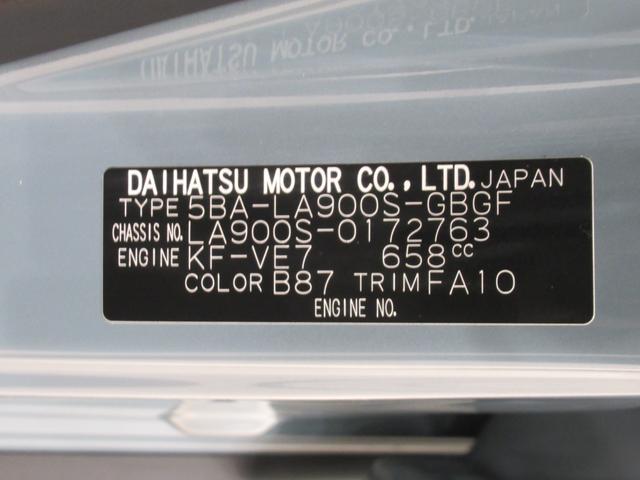 DAIHATSU MOTOR CO., LTD. JAPAN
TYPE 5BA-LA900S-GBGF
CHASSIS NO. LA900S-0172763
ENGINE KF-VE7 658cc
COLOR B87 TRIM FA10
ENGINE NO.